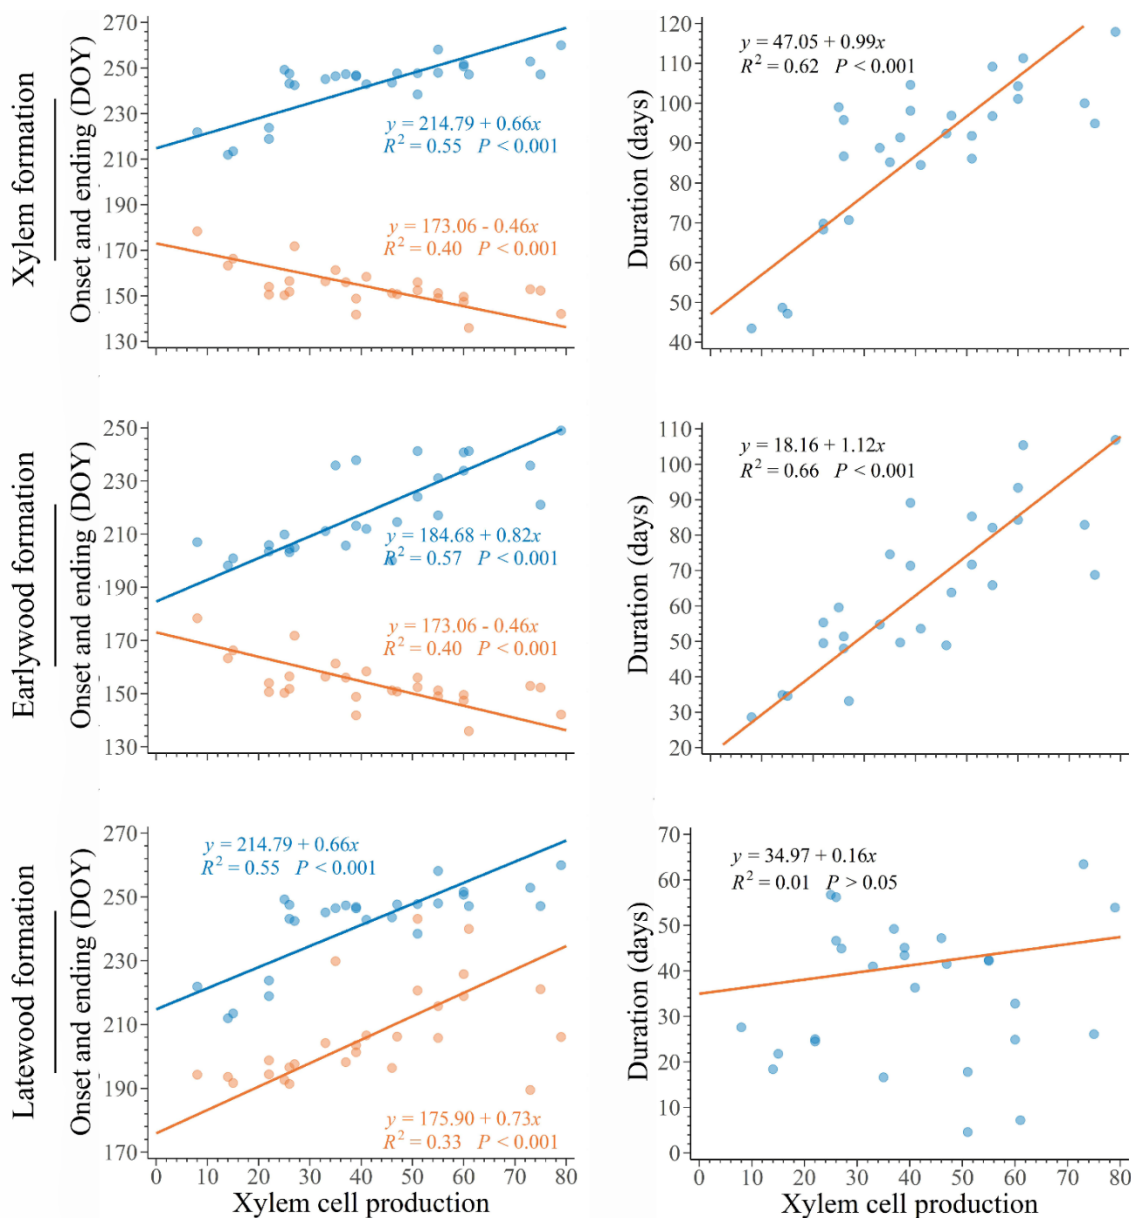 Xylem formation
Onset and ending (DOY)
270
250
230
210
190
170
150
130
y = 214.79 + 0.66x
R² = 0.55 P < 0.001
y = 173.06 - 0.46x
R² = 0.40 P < 0.001
Duration (days)
120
110
100
90
80
70
60
50
40
y = 47.05 + 0.99x
R² = 0.62 P < 0.001
Earlywood formation
Onset and ending (DOY)
250
230
210
190
170
150
130
y = 184.68 + 0.82x
R² = 0.57 P < 0.001
y = 173.06 - 0.46x
R² = 0.40 P < 0.001
Duration (days)
110
100
90
80
70
60
50
40
30
20
y = 18.16 + 1.12x
R² = 0.66 P < 0.001
Latewood formation
Onset and ending (DOY)
270
250
230
210
190
170
y = 214.79 + 0.66x
R² = 0.55 P < 0.001
y = 175.90 + 0.73x
R² = 0.33 P < 0.001
0 10 20 30 40 50 60 70 80
Xylem cell production
Duration (days)
70
60
50
40
30
20
10
0
y = 34.97 + 0.16x
R² = 0.01 P > 0.05
0 10 20 30 40 50 60 70 80
Xylem cell production